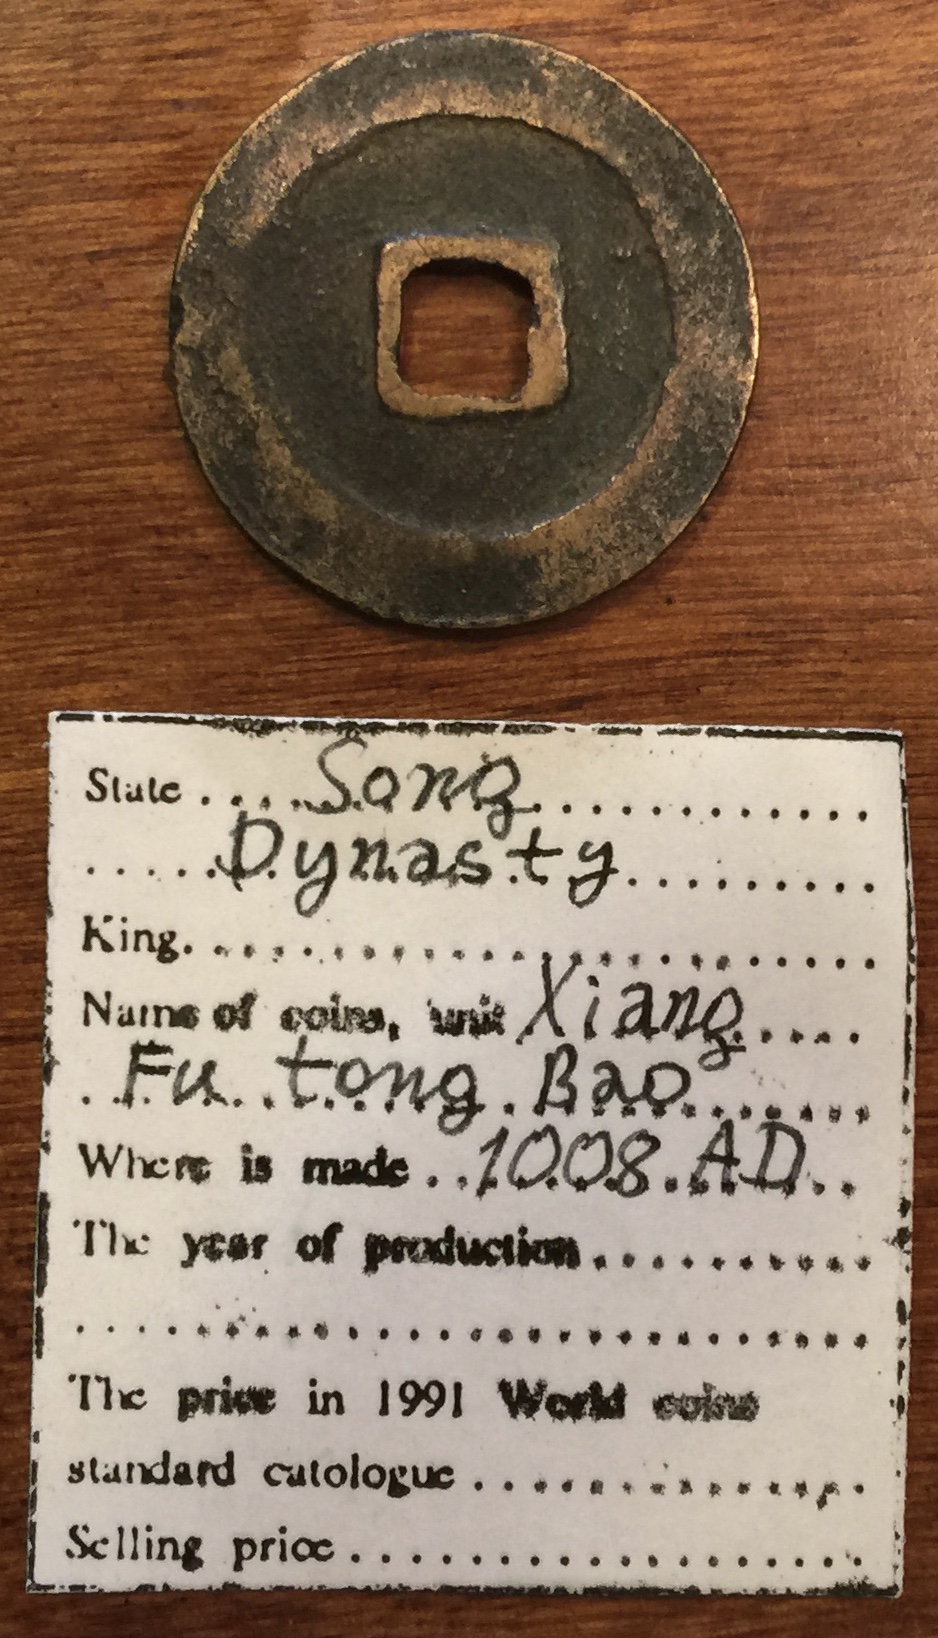 State....Song............
.....Dynasty.........
King........................
Name of coins, unit Xiang.....
.Fu..tong.Bao.......
Where is made..1008.AD..
The year of production..........
...........................
The price in 1991 World coins
standard catologue.............
Selling price..................